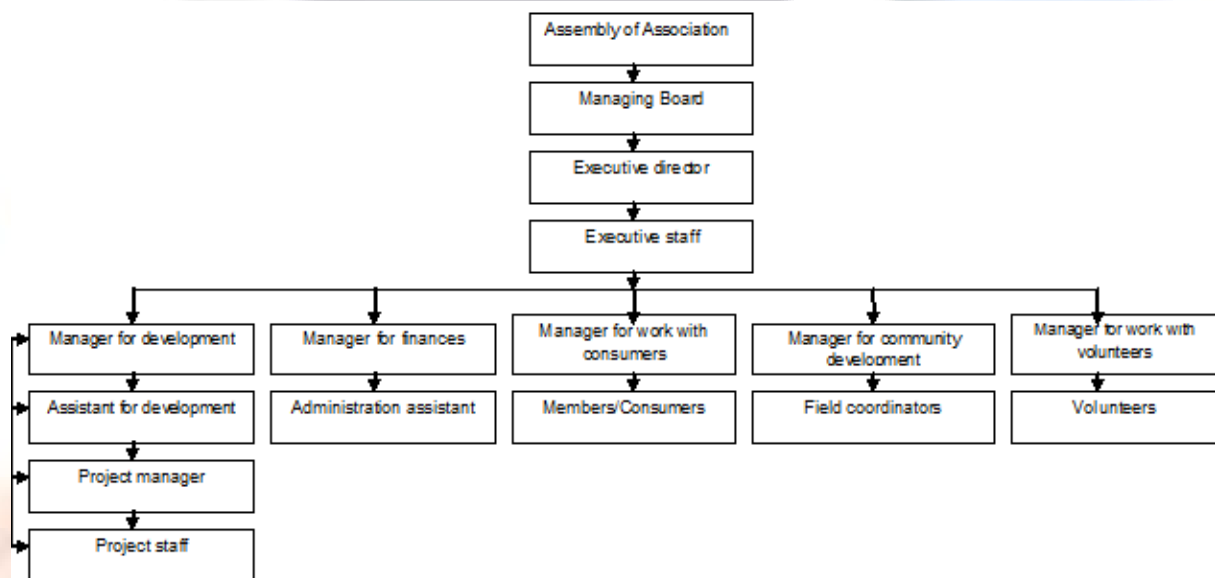 Assembly of Association
Managing Board
Executive director
Executive staff
Manager for development
Manager for finances
Manager for work with
consumers
Manager for community
development
Manager for work with
volunteers
Assistant for development
Administration assistant
Members/Consumers
Field coordinators
Volunteers
Project manager
Project staff